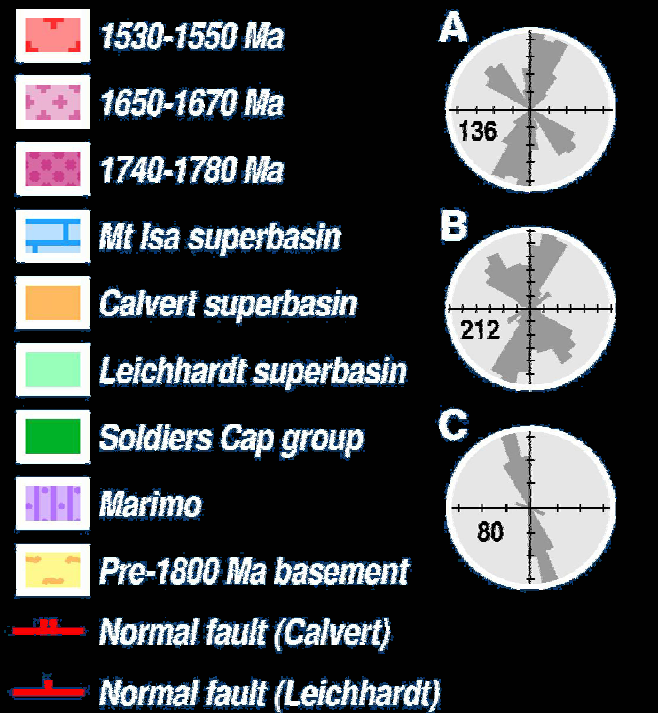 1530-1550 Ma
1650-1670 Ma
1740-1780 Ma
Mt Isa superbasin
Calvert superbasin
Leichhardt superbasin
Soldiers Cap group
Marimo
Pre-1800 Ma basement
Normal fault (Calvert)
Normal fault (Leichhardt)
A
136
B
212
C
80